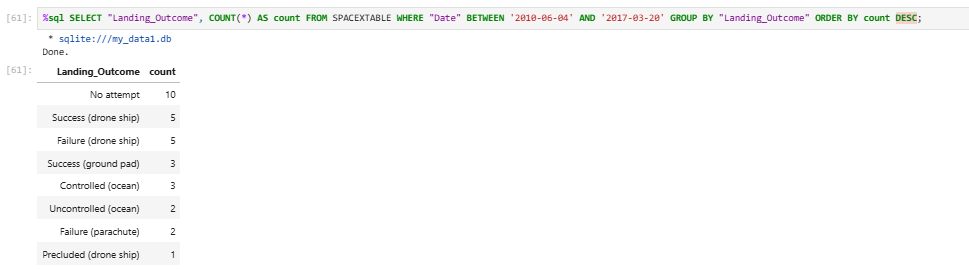 [61]: %sql SELECT "Landing_Outcome", COUNT(*) AS count FROM SPACEXTABLE WHERE "Date" BETWEEN '2010-06-04' AND '2017-03-20' GROUP BY "Landing_Outcome" ORDER BY count DESC;
* sqlite:///my_data1.db
Done.
[61]: Landing_Outcome count
No attempt 10
Success (drone ship) 5
Failure (drone ship) 5
Success (ground pad) 3
Controlled (ocean) 3
Uncontrolled (ocean) 2
Failure (parachute) 2
Precluded (drone ship) 1